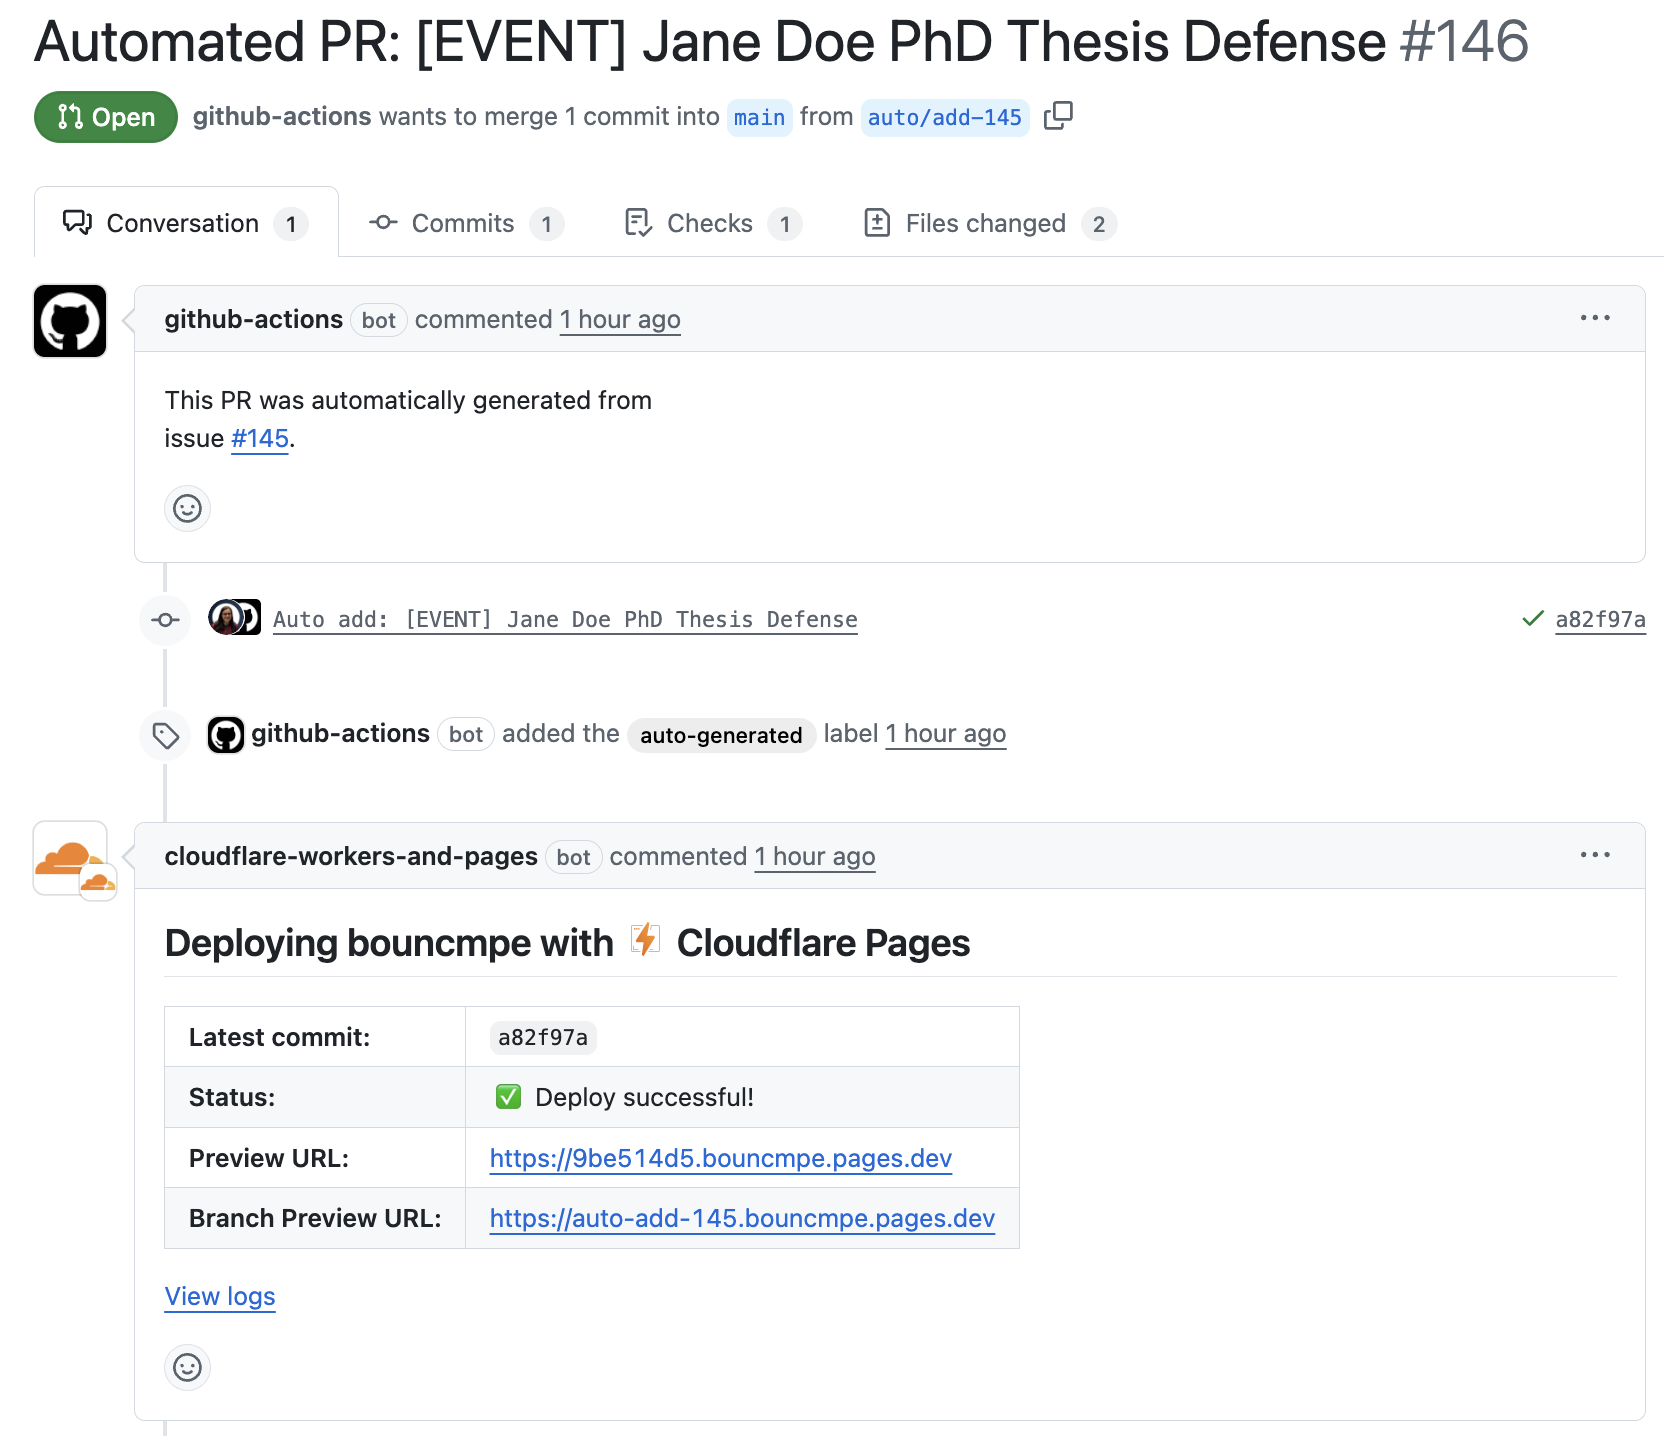 Automated PR: [EVENT] Jane Doe PhD Thesis Defense #146
Open github-actions wants to merge 1 commit into main from auto/add-145
Conversation 1 Commits 1 Checks 1 Files changed 2
github-actions bot commented 1 hour ago
This PR was automatically generated from
issue #145.
Auto add: [EVENT] Jane Doe PhD Thesis Defense a82f97a
github-actions bot added the auto-generated label 1 hour ago
cloudflare-workers-and-pages bot commented 1 hour ago
Deploying bouncmpe with ⚡ Cloudflare Pages
Latest commit: a82f97a
Status: ✅ Deploy successful!
Preview URL: https://9be514d5.bouncmpe.pages.dev
Branch Preview URL: https://auto-add-145.bouncmpe.pages.dev
View logs